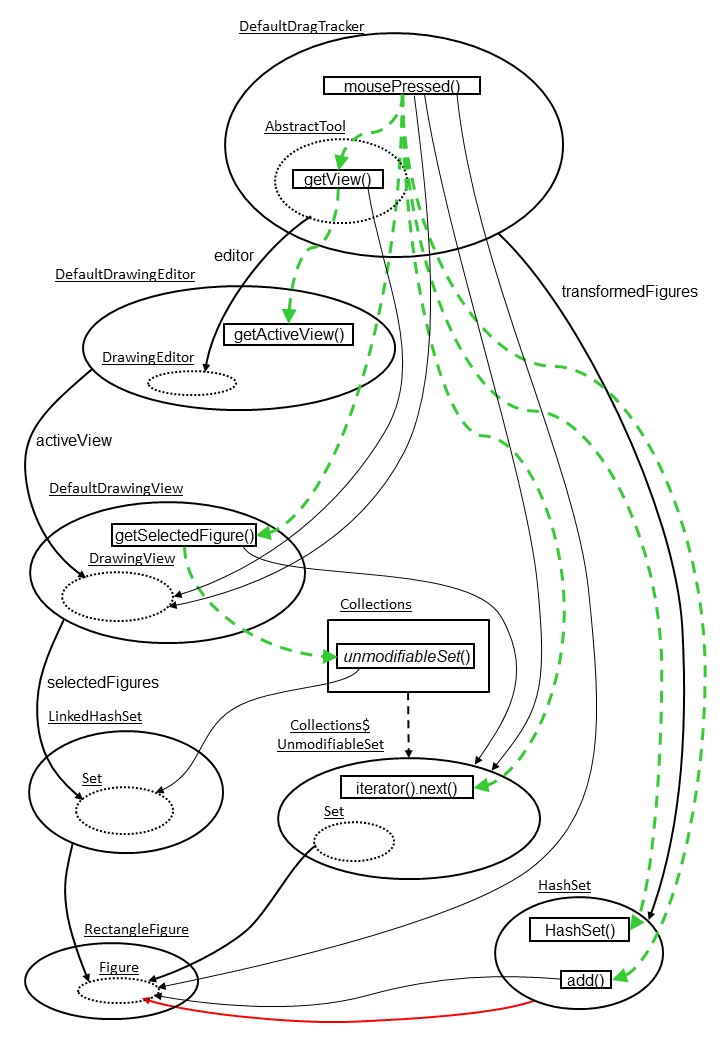 DefaultDragTracker
mousePressed()
AbstractTool
getView()
editor
DefaultDrawingEditor
transformedFigures
getActiveView()
DrawingEditor
activeView
DefaultDrawingView
getSelectedFigure()
DrawingView
Collections
unmodifiableSet()
selectedFigures
LinkedHashSet
Collections$
UnmodifiableSet
Set
iterator().next()
Set
HashSet
RectangleFigure
HashSet()
Figure
add()